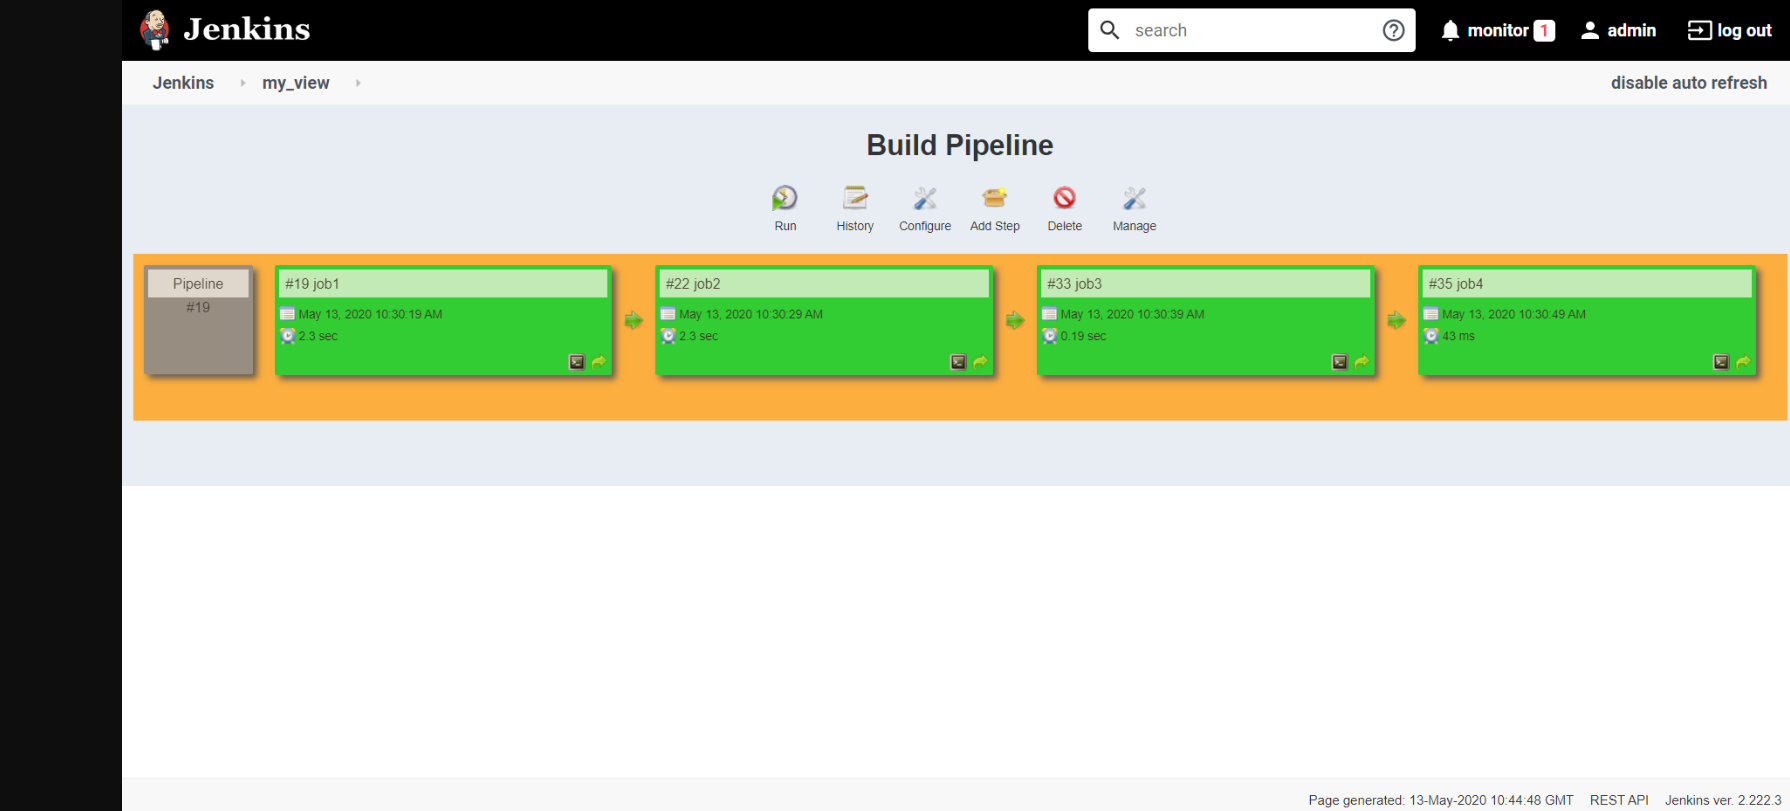 Jenkins
search
monitor 1
admin
log out
Jenkins
my_view
disable auto refresh
Build Pipeline
Run
History
Configure
Add Step
Delete
Manage
Pipeline
#19
#19 job1
May 13, 2020 10:30:19 AM
2.3 sec
#22 job2
May 13, 2020 10:30:29 AM
2.3 sec
#33 job3
May 13, 2020 10:30:39 AM
0.19 sec
#35 job4
May 13, 2020 10:30:49 AM
43 ms
Page generated: 13-May-2020 10:44:48 GMT
REST API
Jenkins ver. 2.222.3